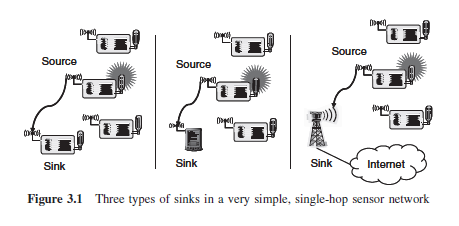 Source
Sink
Source
Sink
Source
Sink
Internet
Figure 3.1 Three types of sinks in a very simple, single-hop sensor network